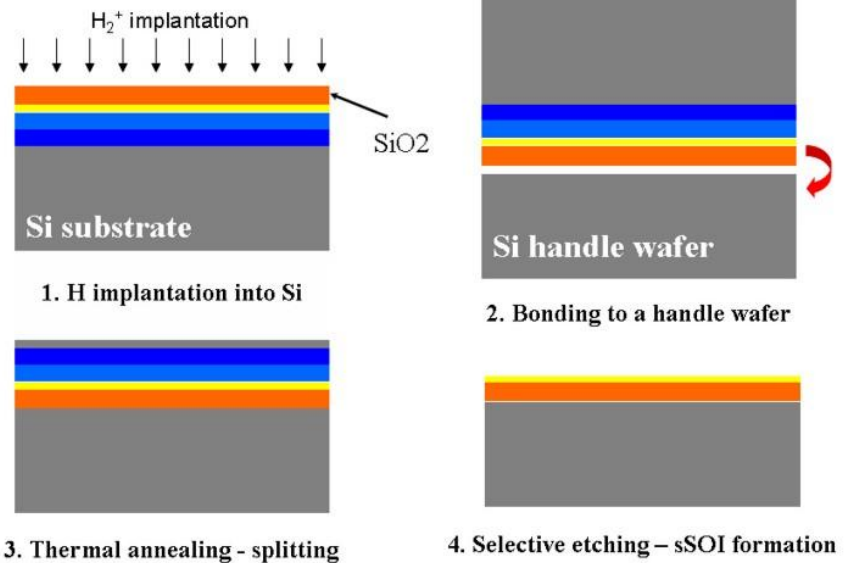 H₂⁺ implantation
SiO2
Si substrate
1. H implantation into Si
Si handle wafer
2. Bonding to a handle wafer
3. Thermal annealing - splitting
4. Selective etching – sSOI formation